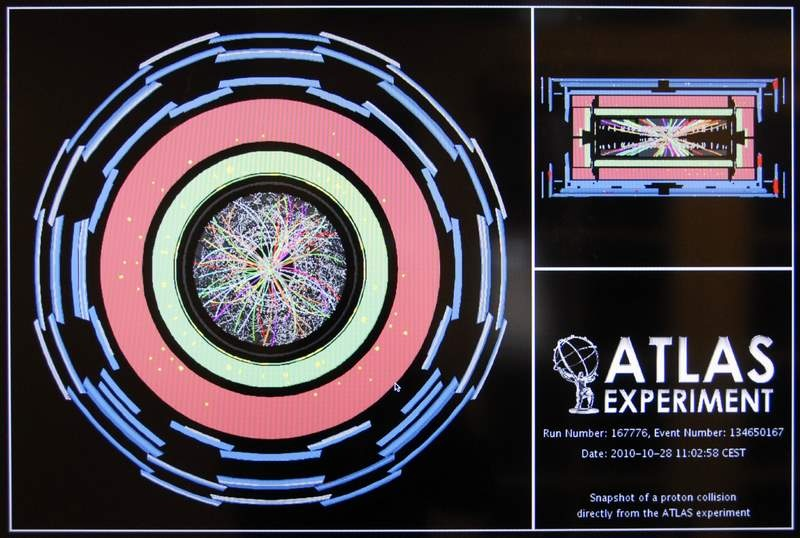 ATLAS
EXPERIMENT
Run Number: 167776, Event Number: 134650167
Date: 2010-10-28 11:02:58 CEST
Snapshot of a proton collision
directly from the ATLAS experiment